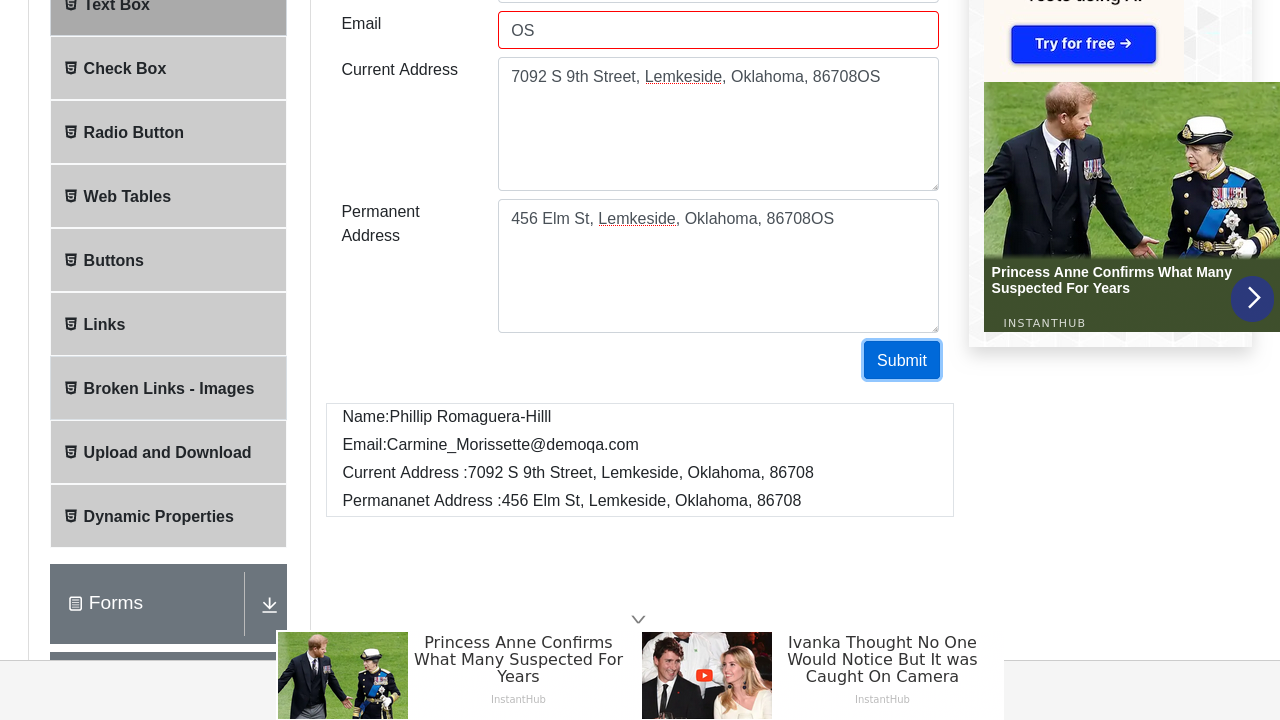 Text Box
Check Box
Radio Button
Web Tables
Buttons
Links
Broken Links - Images
Upload and Download
Dynamic Properties
Forms
Email
OS
Current Address
7092 S 9th Street, Lemkeside, Oklahoma, 86708OS
Permanent
Address
456 Elm St, Lemkeside, Oklahoma, 86708OS
Submit
Name:Phillip Romaguera-Hilll
Email:Carmine_Morissette@demoqa.com
Current Address :7092 S 9th Street, Lemkeside, Oklahoma, 86708
Permananet Address :456 Elm St, Lemkeside, Oklahoma, 86708
Try for free →
Princess Anne Confirms What Many
Suspected For Years
INSTANTHUB
Princess Anne Confirms
What Many Suspected For
Years
InstantHub
Ivanka Thought No One
Would Notice But It was
Caught On Camera
InstantHub